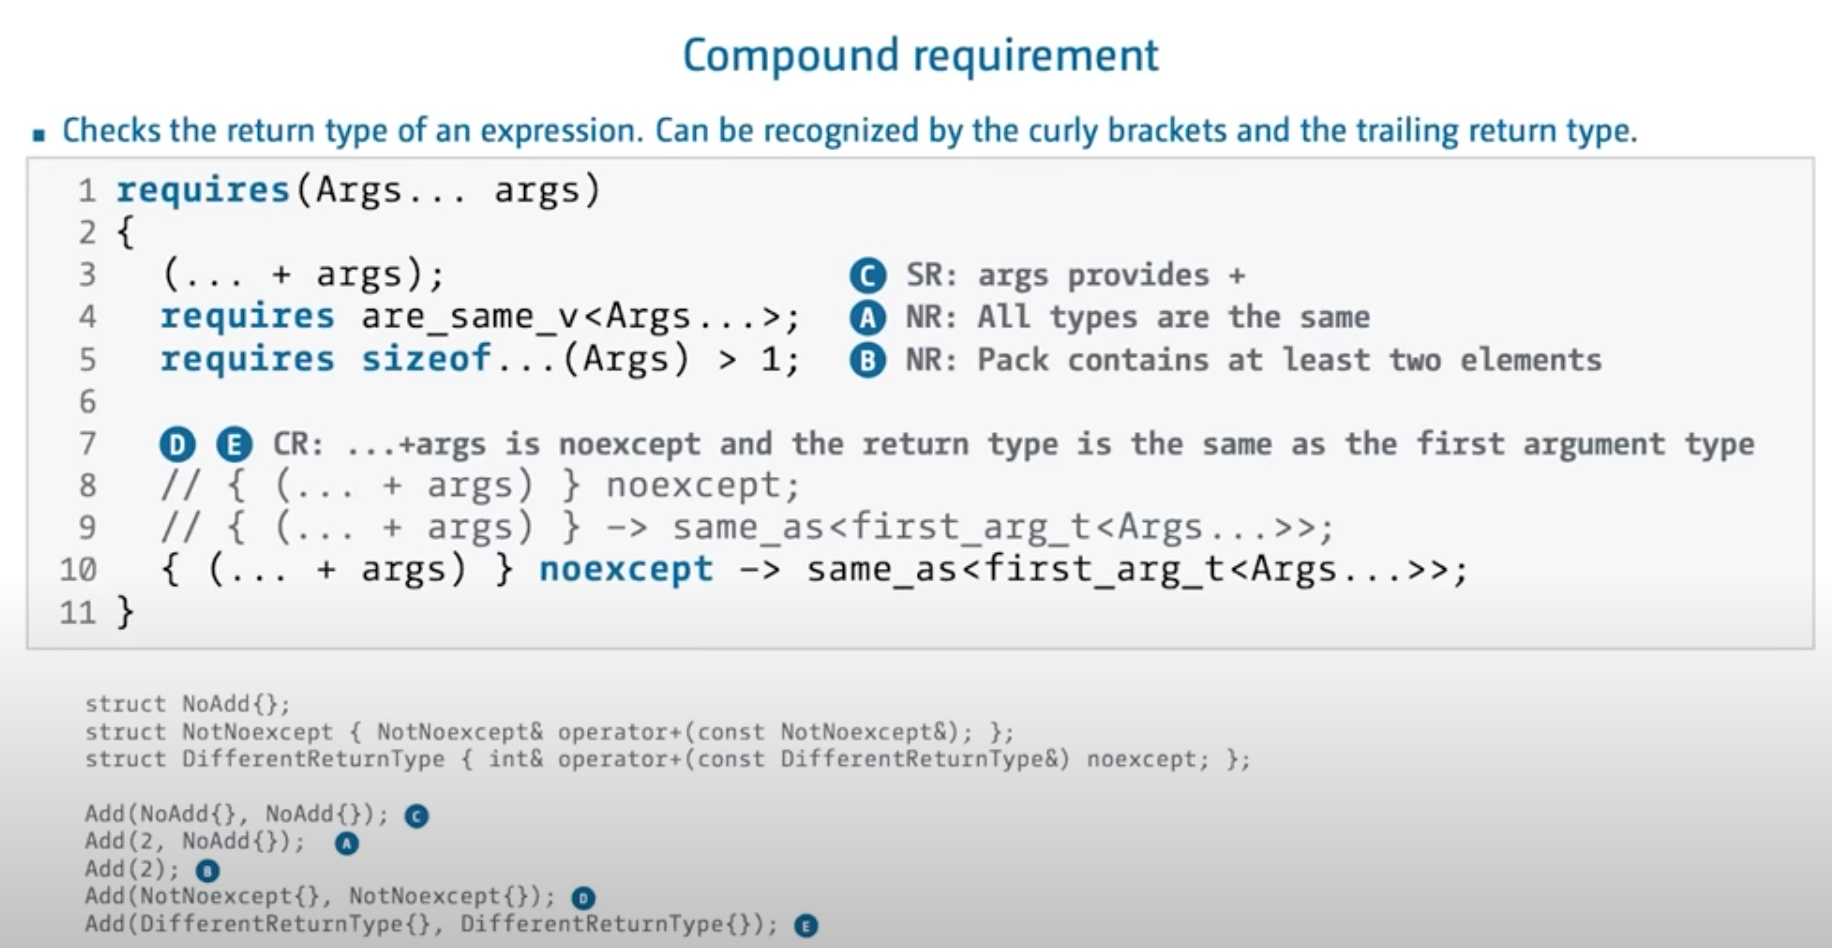 Compound requirement
▪ Checks the return type of an expression. Can be recognized by the curly brackets and the trailing return type.
1 requires(Args... args)
2 {
3   (... + args);                C SR: args provides +
4   requires are_same_v<Args...>;   A NR: All types are the same
5   requires sizeof...(Args) > 1;   B NR: Pack contains at least two elements
6
7   D E CR: ...+args is noexcept and the return type is the same as the first argument type
8   // { (... + args) } noexcept;
9   // { (... + args) } -> same_as<first_arg_t<Args...>>;
10   { (... + args) } noexcept -> same_as<first_arg_t<Args...>>;
11 }
struct NoAdd{};
struct NotNoexcept { NotNoexcept& operator+(const NotNoexcept&); };
struct DifferentReturnType { int& operator+(const DifferentReturnType&) noexcept; };
Add(NoAdd{}, NoAdd{}); C
Add(2, NoAdd{}); A
Add(2); B
Add(NotNoexcept{}, NotNoexcept{}); D
Add(DifferentReturnType{}, DifferentReturnType{}); E